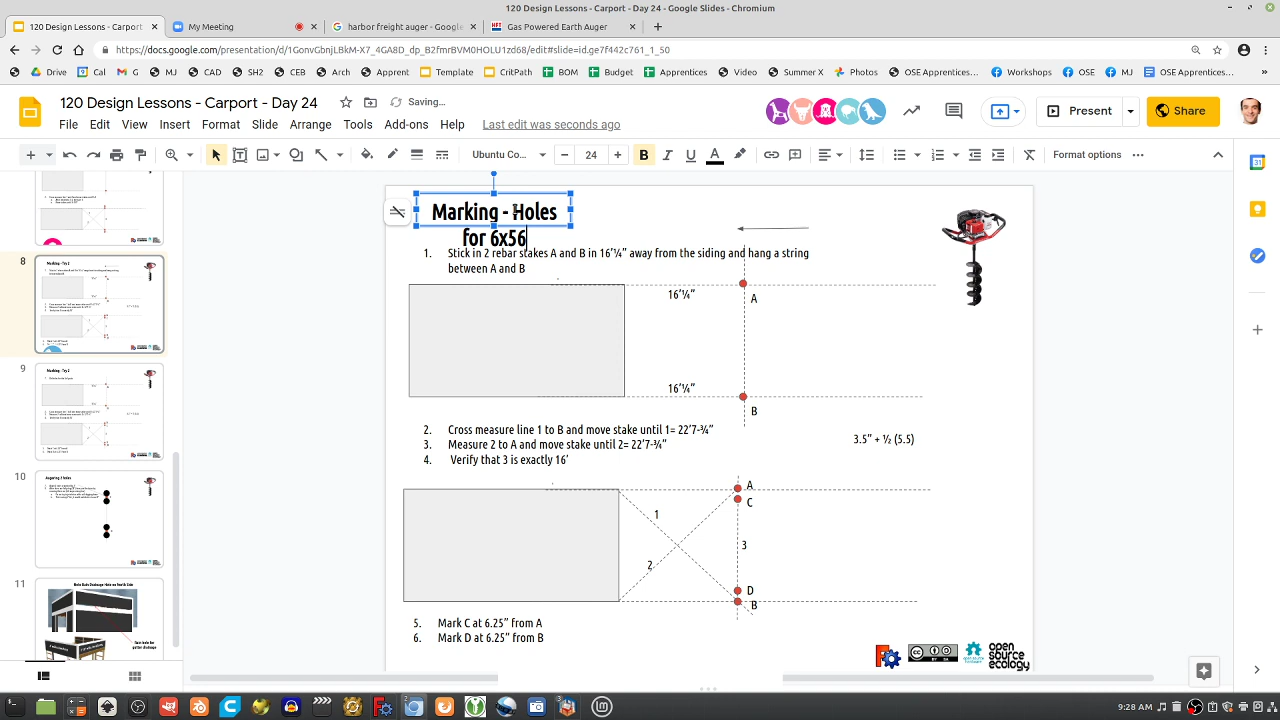 120 Design Lessons - Carport - Day 24 - Google Slides - Chromium
120 Design Lessons - Carport
My Meeting
harbor freight auger - Google
Gas Powered Earth Auger
https://docs.google.com/presentation/d/1GonvGbnjLBkM-X7_4GA8D_dp_B2fmrBVM0HOLU1zd68/edit#slide=id.ge7f442c761_1_50
Drive
Cal
G
MJ
CAD
SH2
CEB
Arch
Apprent
Template
CritPath
BOM
Budget
Apprentices
Video
Summer X
Photos
OSE Apprentices...
Workshops
OSE
MJ
OSE Apprentices...
120 Design Lessons - Carport - Day 24
Saving...
File Edit View Insert Format Slide Arrange Tools Add-ons Help Last edit was seconds ago
Present
Share
Ubuntu Co...
24
B I U A
Format options
8
9
10
11
Marking - Try 2
Marking - Try 2
Augering 3 holes
Marking - Holes
for 6x56
1. Stick in 2 rebar stakes A and B in 16'¼" away from the siding and hang a string
between A and B
16'¼"
A
16'¼"
B
2. Cross measure line 1 to B and move stake until 1= 22'7-¾"
3. Measure 2 to A and move stake until 2= 22'7-¾"
4. Verify that 3 is exactly 16'
3.5" + ½ (5.5)
A
C
1
3
2
D
B
5. Mark C at 6.25" from A
6. Mark D at 6.25" from B
open
source
ecology
9:28 AM